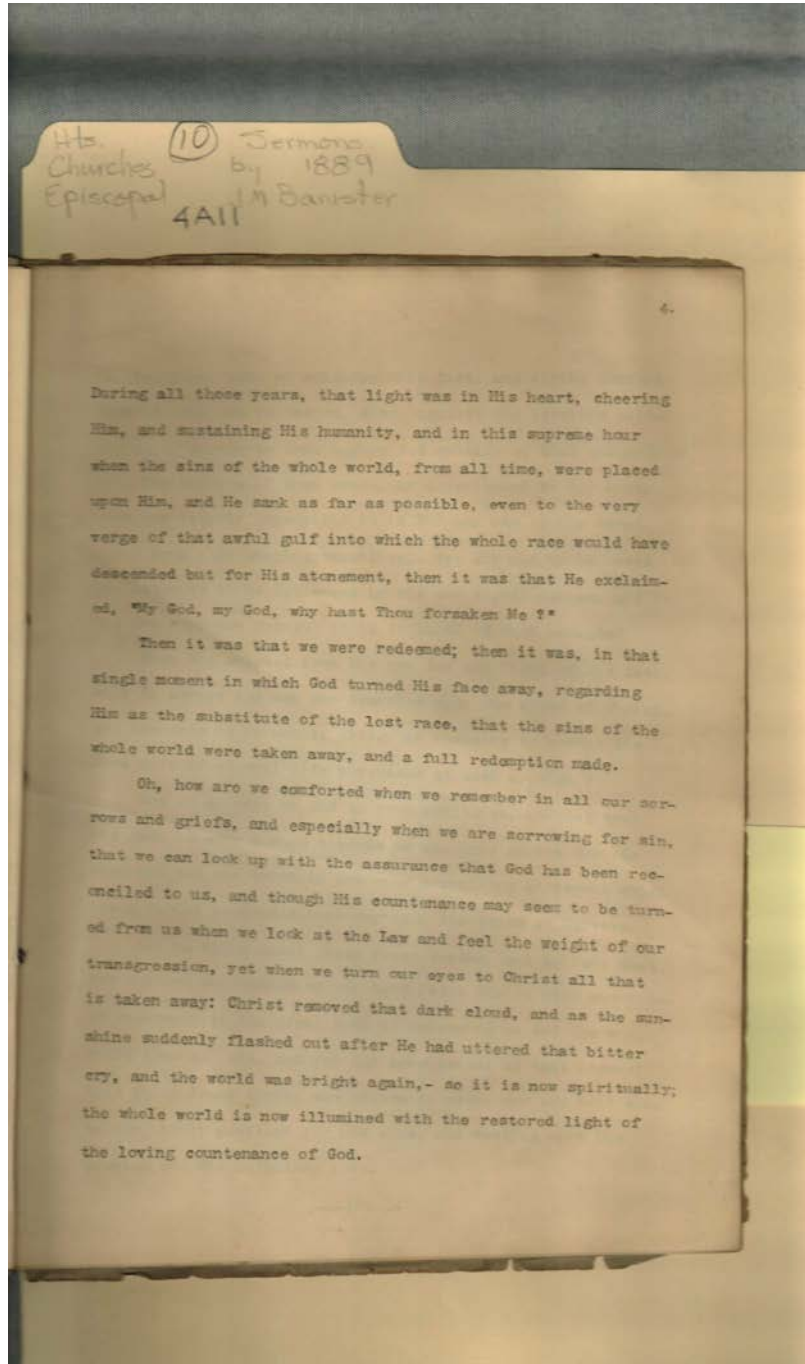 Hts. (10) Sermons
Churches by 1889
Episcopal J M Banister
4A11
4.
During all those years, that light was in His heart, cheering
Him, and sustaining His humanity, and in this supreme hour
when the sins of the whole world, from all time, were placed
upon Him, and He sank as far as possible, even to the very
verge of that awful gulf into which the whole race would have
descended but for His atonement, then it was that He exclaim-
ed, "My God, my God, why hast Thou forsaken Me ?"
Then it was that we were redeemed; then it was, in that
single moment in which God turned His face away, regarding
Him as the substitute of the lost race, that the sins of the
whole world were taken away, and a full redemption made.
Oh, how are we comforted when we remember in all our sor-
rows and griefs, and especially when we are sorrowing for sin,
that we can look up with the assurance that God has been rec-
onciled to us, and though His countenance may seem to be turn-
ed from us when we look at the Law and feel the weight of our
transgression, yet when we turn our eyes to Christ all that
is taken away: Christ removed that dark cloud, and as the sun-
shine suddenly flashed out after He had uttered that bitter
cry, and the world was bright again,- so it is now spiritually;
the whole world is now illumined with the restored light of
the loving countenance of God.